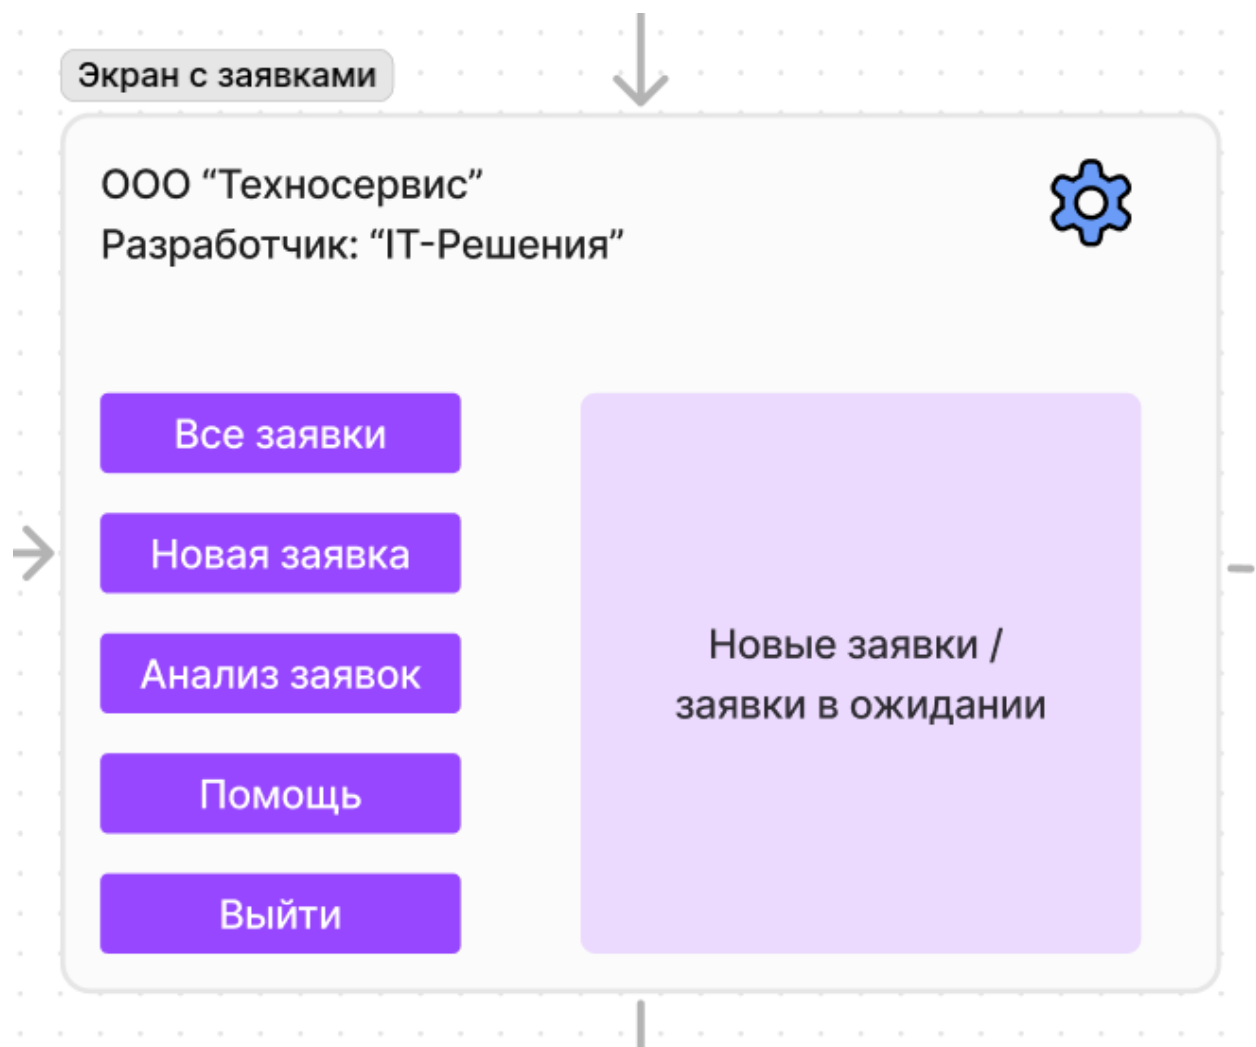 Экран с заявками
ООО “Техносервис”
Разработчик: “IT-Решения”
Все заявки
Новая заявка
Анализ заявок
Помощь
Выйти
Новые заявки /
заявки в ожидании